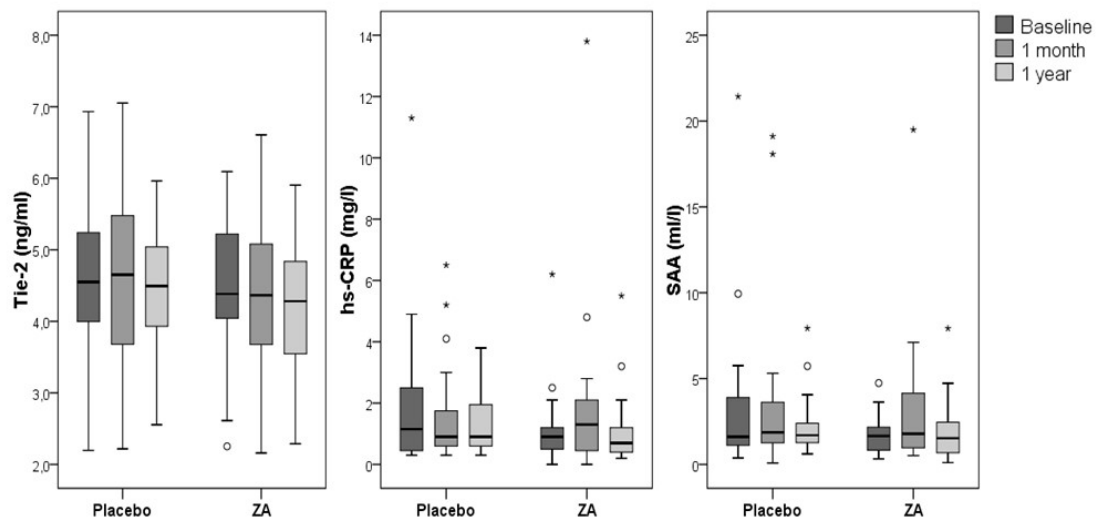 Baseline
1 month
1 year
Tie-2 (ng/ml)
8,0
7,0
6,0
5,0
4,0
3,0
2,0
Placebo ZA
hs-CRP (mg/l)
14
12
10
8
6
4
2
0
Placebo ZA
SAA (ml/l)
25
20
15
10
5
0
Placebo ZA